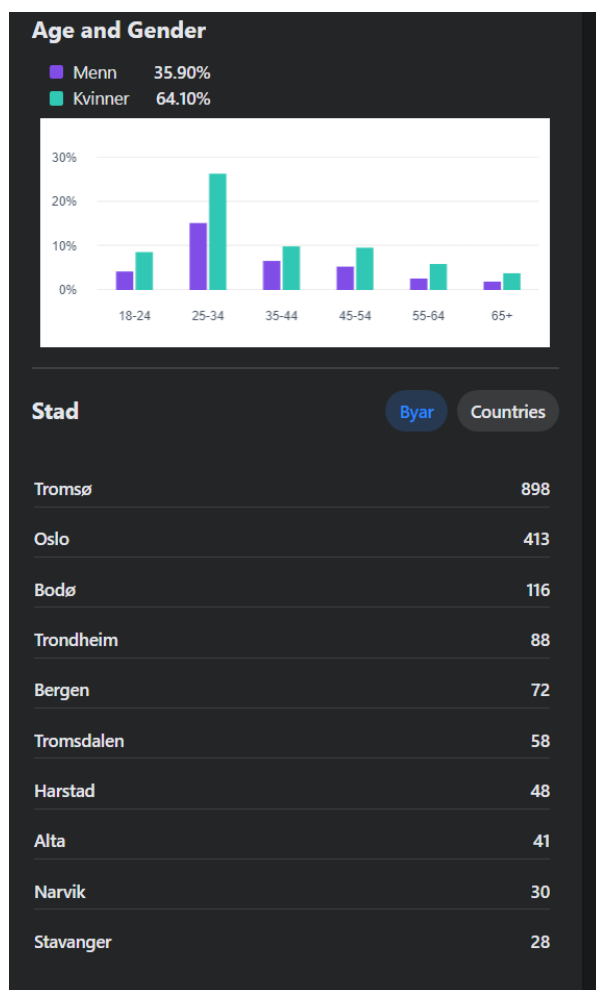 Age and Gender
Menn 35.90%
Kvinner 64.10%
30%
20%
10%
0%
18-24 25-34 35-44 45-54 55-64 65+
Stad Byar Countries
Tromsø 898
Oslo 413
Bodø 116
Trondheim 88
Bergen 72
Tromsdalen 58
Harstad 48
Alta 41
Narvik 30
Stavanger 28